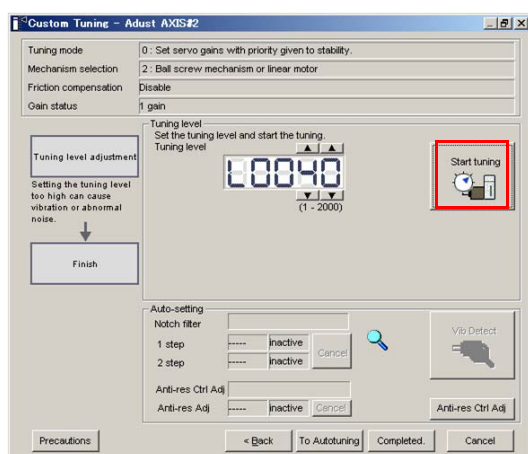 Custom Tuning - Adust AXIS#2
Tuning mode
0 : Set servo gains with priority given to stability.
Mechanism selection
2 : Ball screw mechanism or linear motor
Friction compensation
Disable
Gain status
1 gain
Tuning level adjustment
Setting the tuning level
too high can cause
vibration or abnormal
noise.
Finish
Tuning level
Set the tuning level and start the tuning.
Tuning level
L0040
(1 - 2000)
Start tuning
Auto-setting
Notch filter
1 step
-----
inactive
2 step
-----
inactive
Cancel
Anti-res Ctrl Adj
Anti-res Adj
-----
inactive
Cancel
Vib Detect
Anti-res Ctrl Adj
Precautions
< Back
To Autotuning
Completed.
Cancel